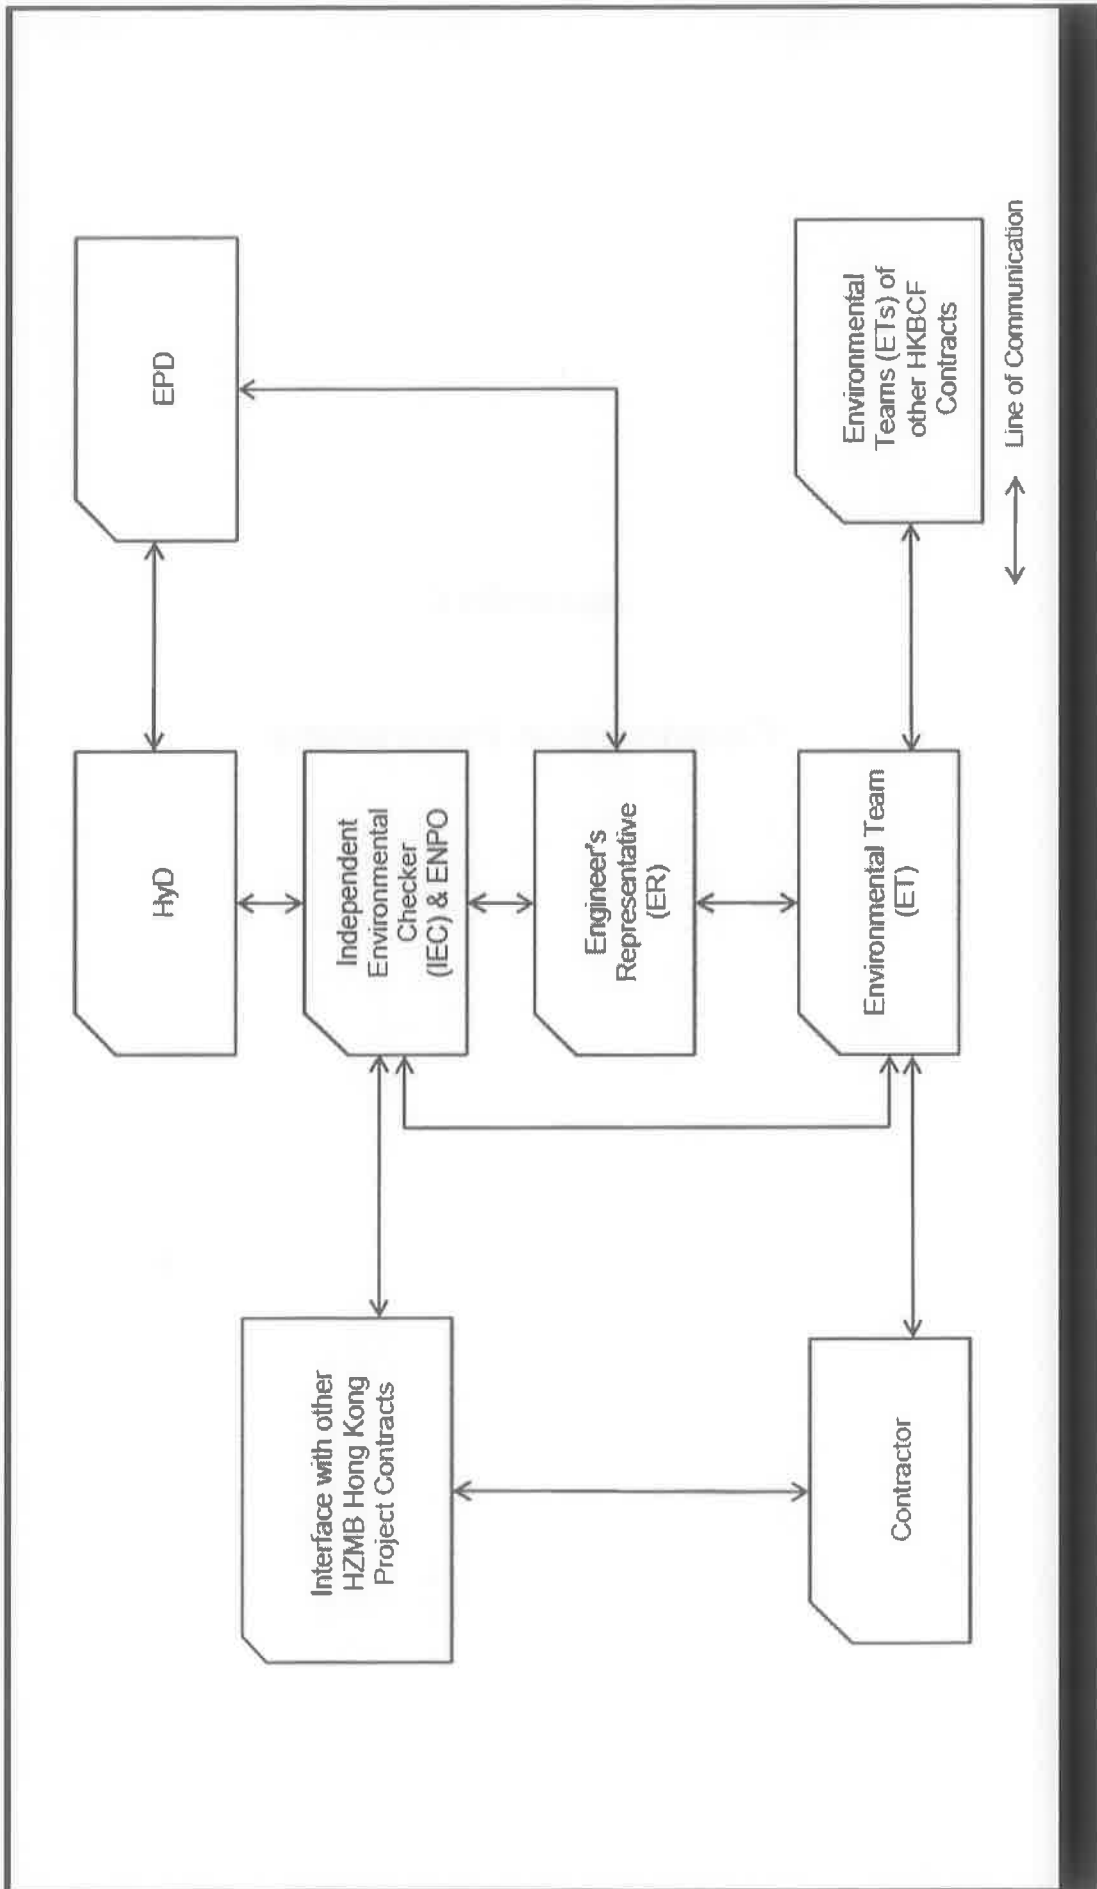 HyD
EPD
Interface with other
HZMB Hong Kong
Project Contracts
Independent
Environmental
Checker
(IEC) & ENPO
Engineer's
Representative
(ER)
Contractor
Environmental Team
(ET)
Environmental
Teams (ETs) of
other HKBCF
Contracts
Line of Communication